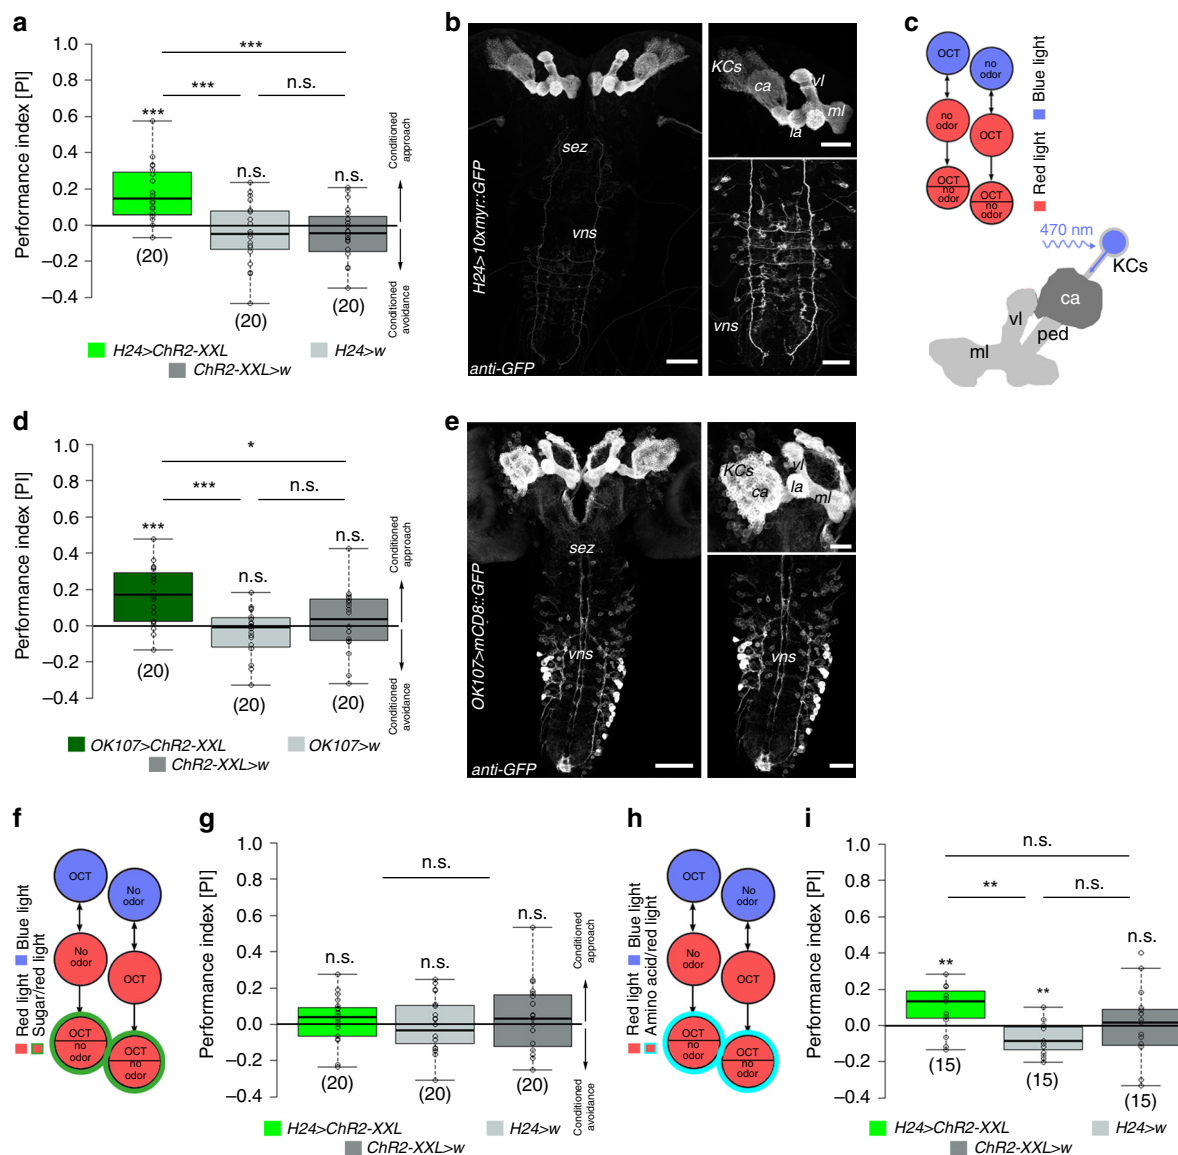 a
1.0
0.8
0.6
0.4
0.2
0.0
–0.2
–0.4
Performance index [PI]
***
***
n.s.
***
n.s.
n.s.
(20)
(20)
(20)
Conditioned approach
Conditioned avoidance
H24>ChR2-XXL
H24>w
ChR2-XXL>w
b
H24>10xmyr::GFP
sez
vns
anti-GFP
KCs
ca
vl
ml
la
vns
c
OCT
no odor
no odor
OCT
OCT
no odor
OCT
no odor
Blue light
Red light
470 nm
KCs
ca
vl
ped
ml
d
1.0
0.8
0.6
0.4
0.2
0.0
–0.2
–0.4
Performance index [PI]
*
***
n.s.
***
n.s.
n.s.
(20)
(20)
(20)
Conditioned approach
Conditioned avoidance
OK107>ChR2-XXL
OK107>w
ChR2-XXL>w
e
OK107>mCD8::GFP
sez
vns
anti-GFP
KCs
ca
vl
la
ml
vns
f
Red light
Blue light
Sugar/red light
OCT
No odor
No odor
OCT
OCT
no odor
OCT
no odor
g
1.0
0.8
0.6
0.4
0.2
0.0
–0.2
–0.4
Performance index [PI]
n.s.
n.s.
n.s.
n.s.
(20)
(20)
(20)
Conditioned approach
Conditioned avoidance
H24>ChR2-XXL
H24>w
ChR2-XXL>w
h
Red light
Blue light
Amino acid/red light
OCT
No odor
No odor
OCT
OCT
no odor
OCT
no odor
i
1.0
0.8
0.6
0.4
0.2
0.0
–0.2
–0.4
Performance index [PI]
n.s.
**
n.s.
**
**
n.s.
(15)
(15)
(15)
H24>ChR2-XXL
H24>w
ChR2-XXL>w